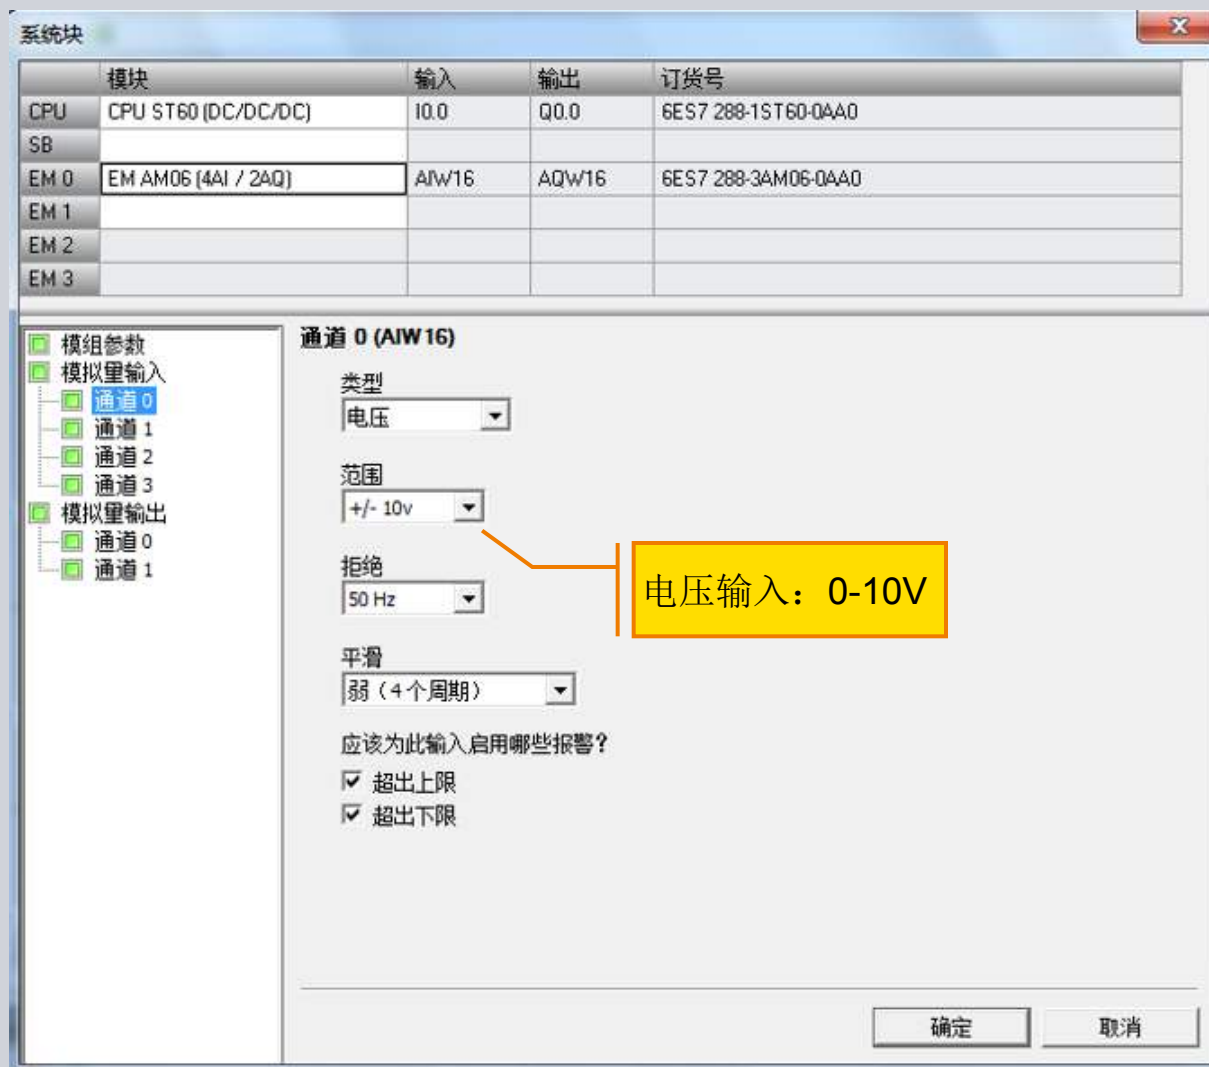 系统块
模块 输入 输出 订货号
CPU CPU ST60 (DC/DC/DC) I0.0 Q0.0 6ES7 288-1ST60-0AA0
SB
EM 0 EM AM06 (4AI / 2AQ) AIW16 AQW16 6ES7 288-3AM06-0AA0
EM 1
EM 2
EM 3
模组参数
模拟量输入
通道 0
通道 1
通道 2
通道 3
模拟量输出
通道 0
通道 1
通道 0 (AIW16)
类型
电压
范围
+/- 10v
电压输入：0-10V
拒绝
50 Hz
平滑
弱（4个周期）
应该为此输入启用哪些报警？
超出上限
超出下限
确定 取消